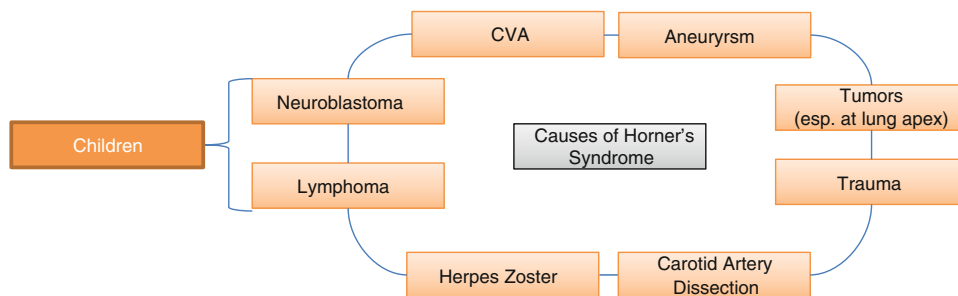 CVA
Aneuryrsm
Neuroblastoma
Tumors
(esp. at lung apex)
Children
Causes of Horner's
Syndrome
Lymphoma
Trauma
Herpes Zoster
Carotid Artery
Dissection